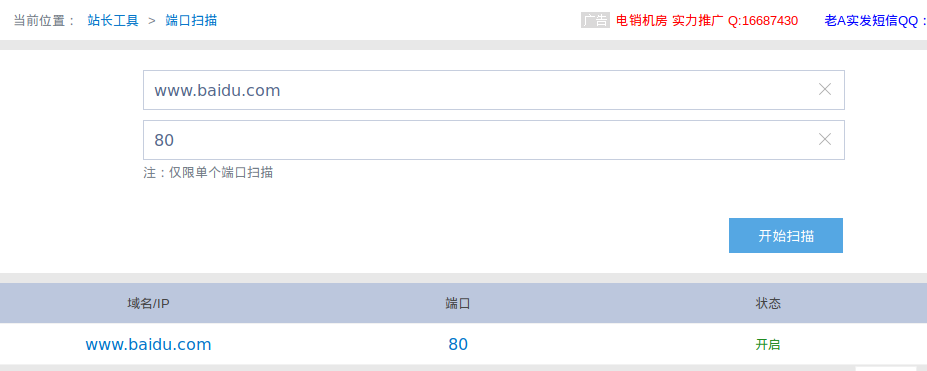 当前位置： 站长工具 > 端口扫描 广告 电销机房 实力推广 Q:16687430 老A实发短信QQ：
www.baidu.com
80
注：仅限单个端口扫描
开始扫描
域名/IP 端口 状态
www.baidu.com 80 开启